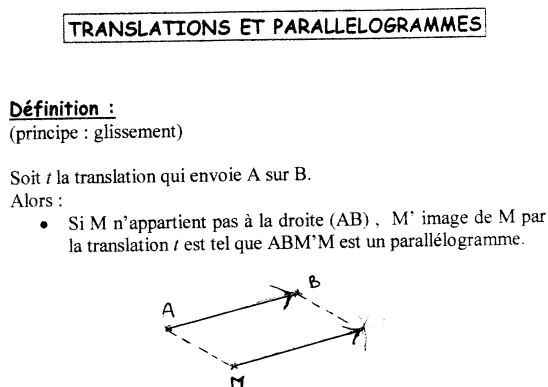 TRANSLATIONS ET PARALLELOGRAMMES
Définition :
(principe : glissement)
Soit t la translation qui envoie A sur B.
Alors :
• Si M n'appartient pas à la droite (AB) , M' image de M par
la translation t est tel que ABM'M est un parallélogramme.
B
A
M